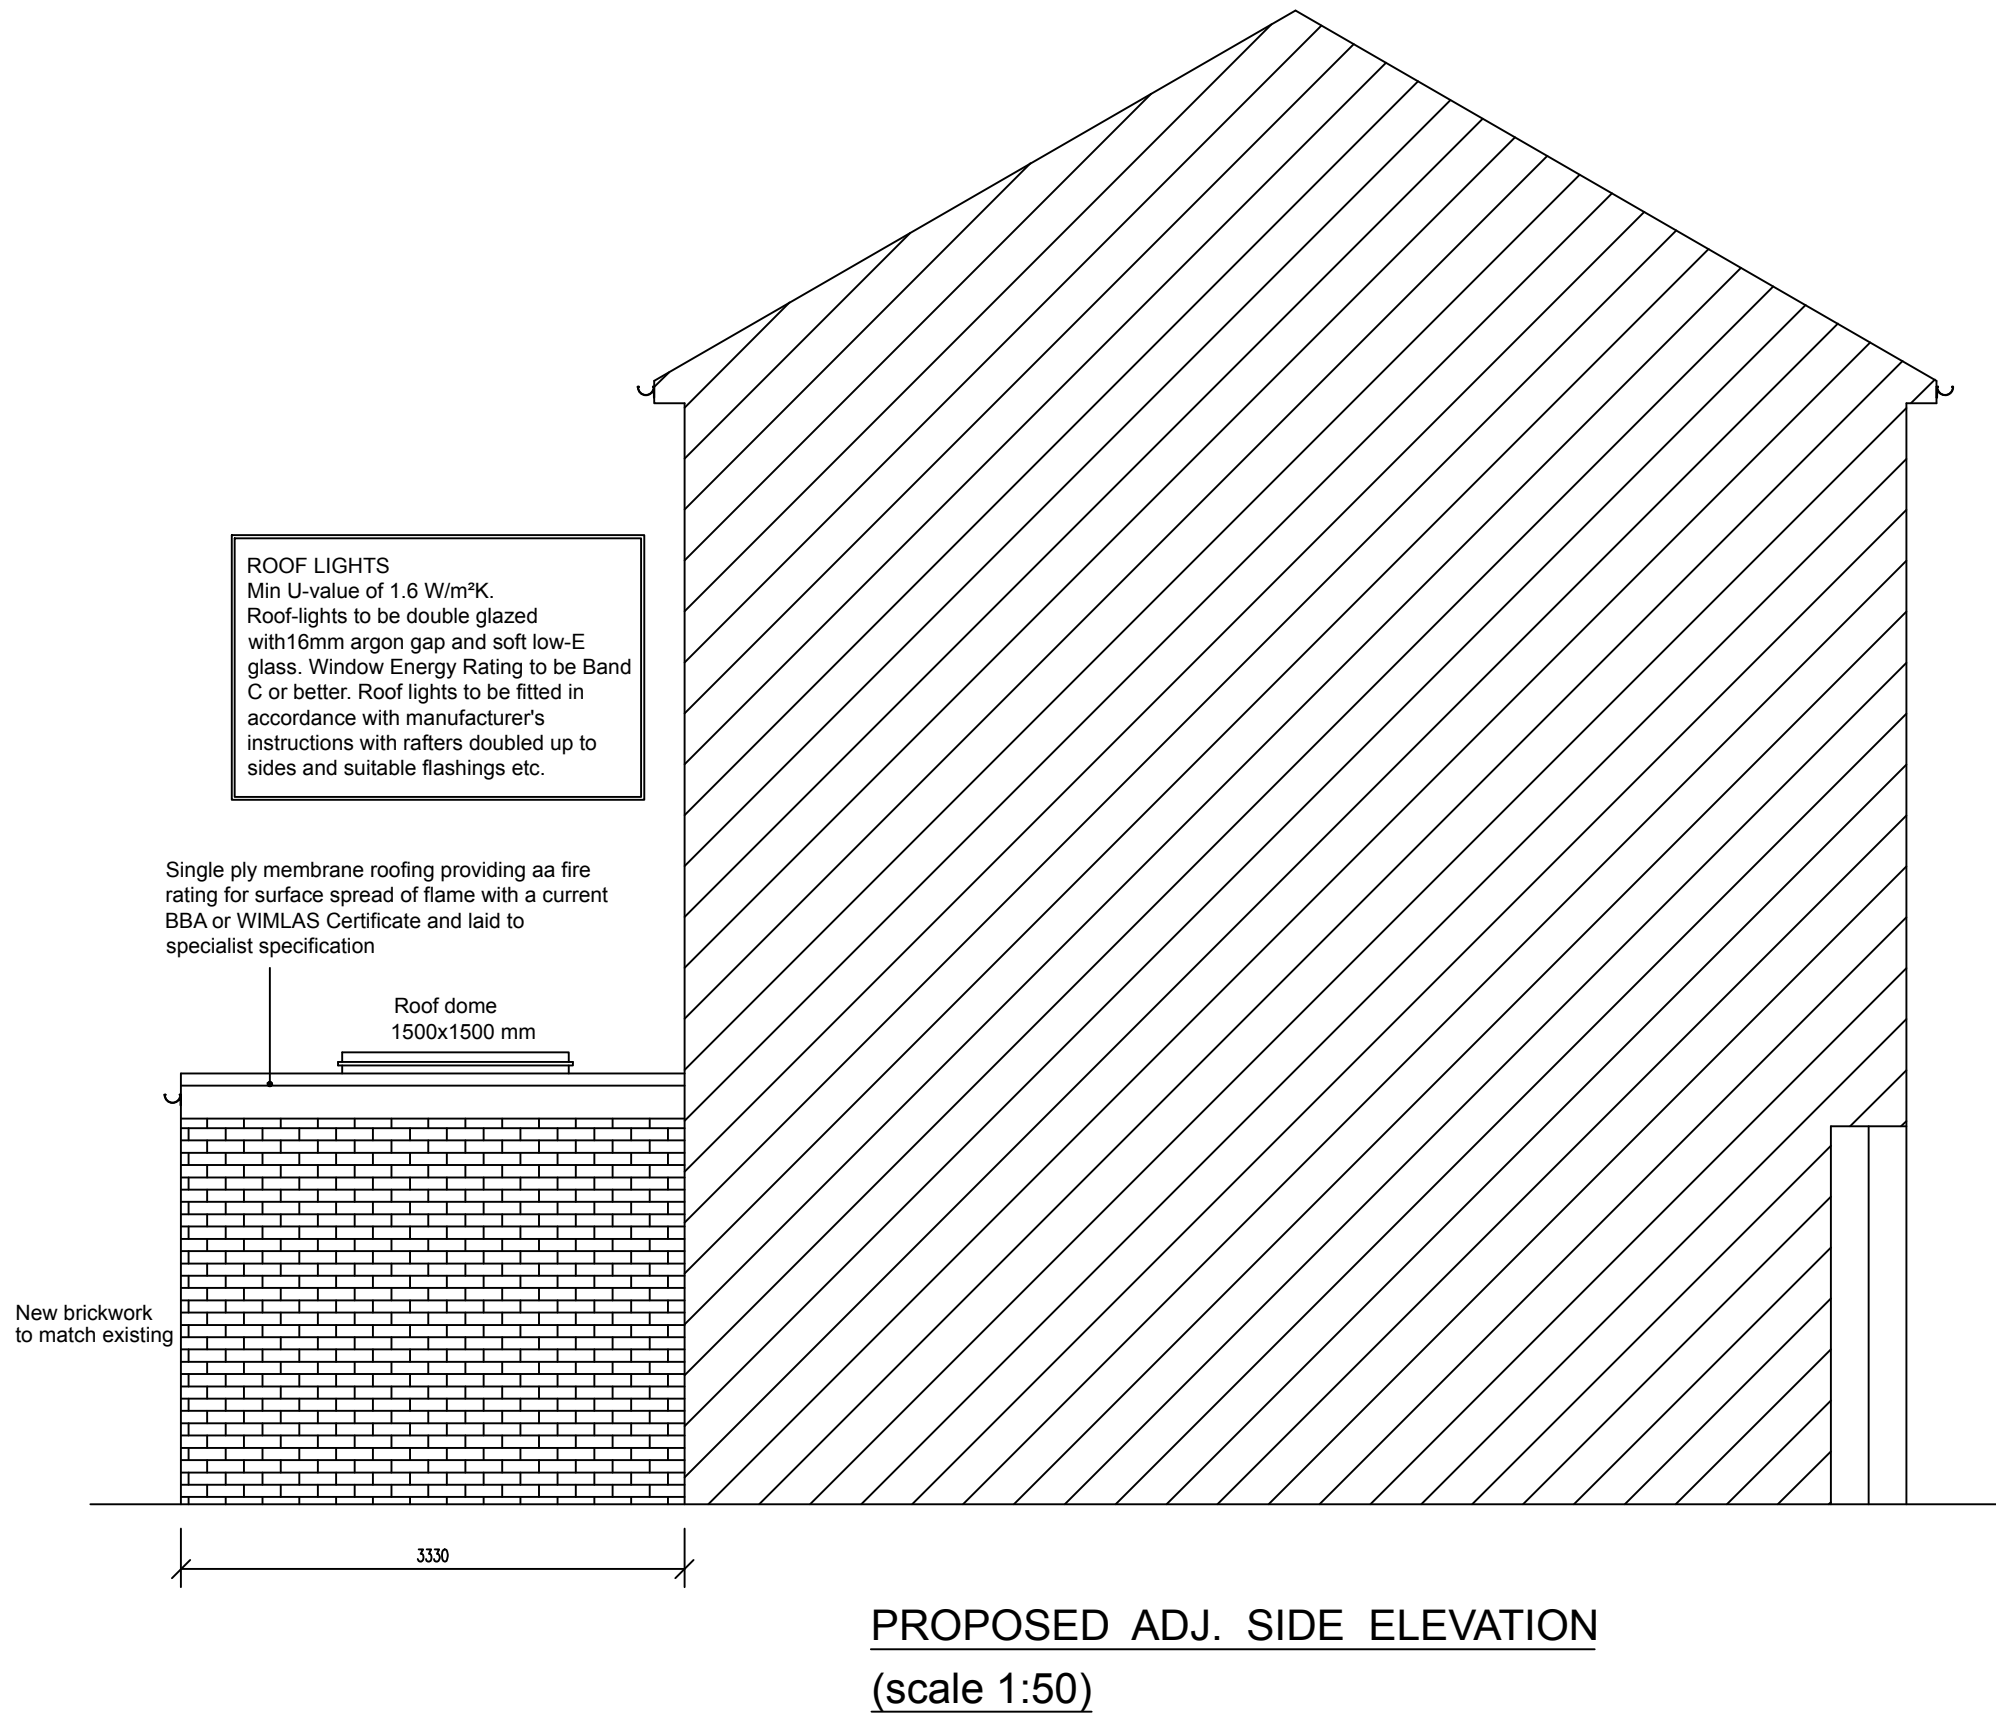 ROOF LIGHTS
Min U-value of 1.6 W/m²K.
Roof-lights to be double glazed
with16mm argon gap and soft low-E
glass. Window Energy Rating to be Band
C or better. Roof lights to be fitted in
accordance with manufacturer's
instructions with rafters doubled up to
sides and suitable flashings etc.
Single ply membrane roofing providing aa fire
rating for surface spread of flame with a current
BBA or WIMLAS Certificate and laid to
specialist specification
Roof dome
1500x1500 mm
New brickwork
to match existing
3330
PROPOSED ADJ. SIDE ELEVATION
(scale 1:50)